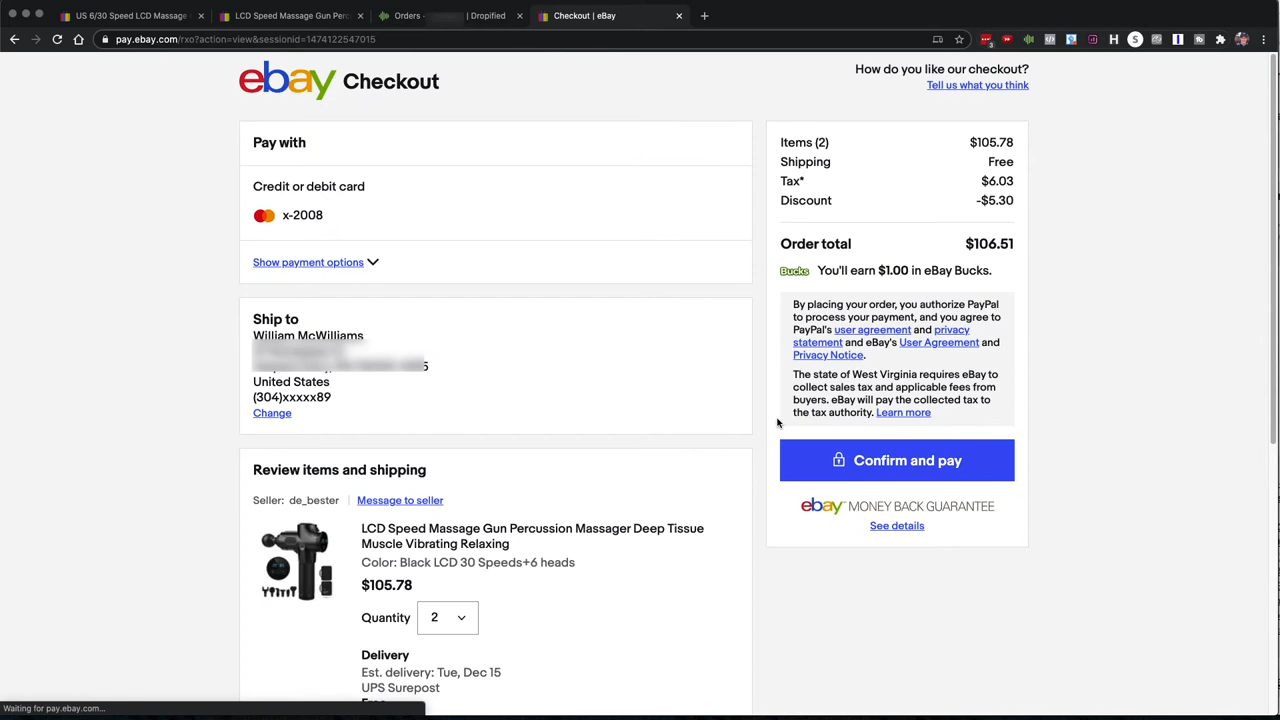 US 6/30 Speed LCD Massage
LCD Speed Massage Gun Perc
Orders - | Dropified
Checkout | eBay
pay.ebay.com/rxo?action=view&sessionid=1474122547015
ebay Checkout
How do you like our checkout?
Tell us what you think
Pay with
Credit or debit card
x-2008
Show payment options
Ship to
William McWilliams
5
United States
(304)xxxxx89
Change
Review items and shipping
Seller: de_bester | Message to seller
LCD Speed Massage Gun Percussion Massager Deep Tissue
Muscle Vibrating Relaxing
Color: Black LCD 30 Speeds+6 heads
$105.78
Quantity 2
Delivery
Est. delivery: Tue, Dec 15
UPS Surepost
Free
Items (2) $105.78
Shipping Free
Tax* $6.03
Discount -$5.30
Order total $106.51
Bucks You'll earn $1.00 in eBay Bucks.
By placing your order, you authorize PayPal
to process your payment, and you agree to
PayPal's user agreement and privacy
statement and eBay's User Agreement and
Privacy Notice.
The state of West Virginia requires eBay to
collect sales tax and applicable fees from
buyers. eBay will pay the collected tax to
the tax authority. Learn more
Confirm and pay
ebay MONEY BACK GUARANTEE
See details
Waiting for pay.ebay.com...